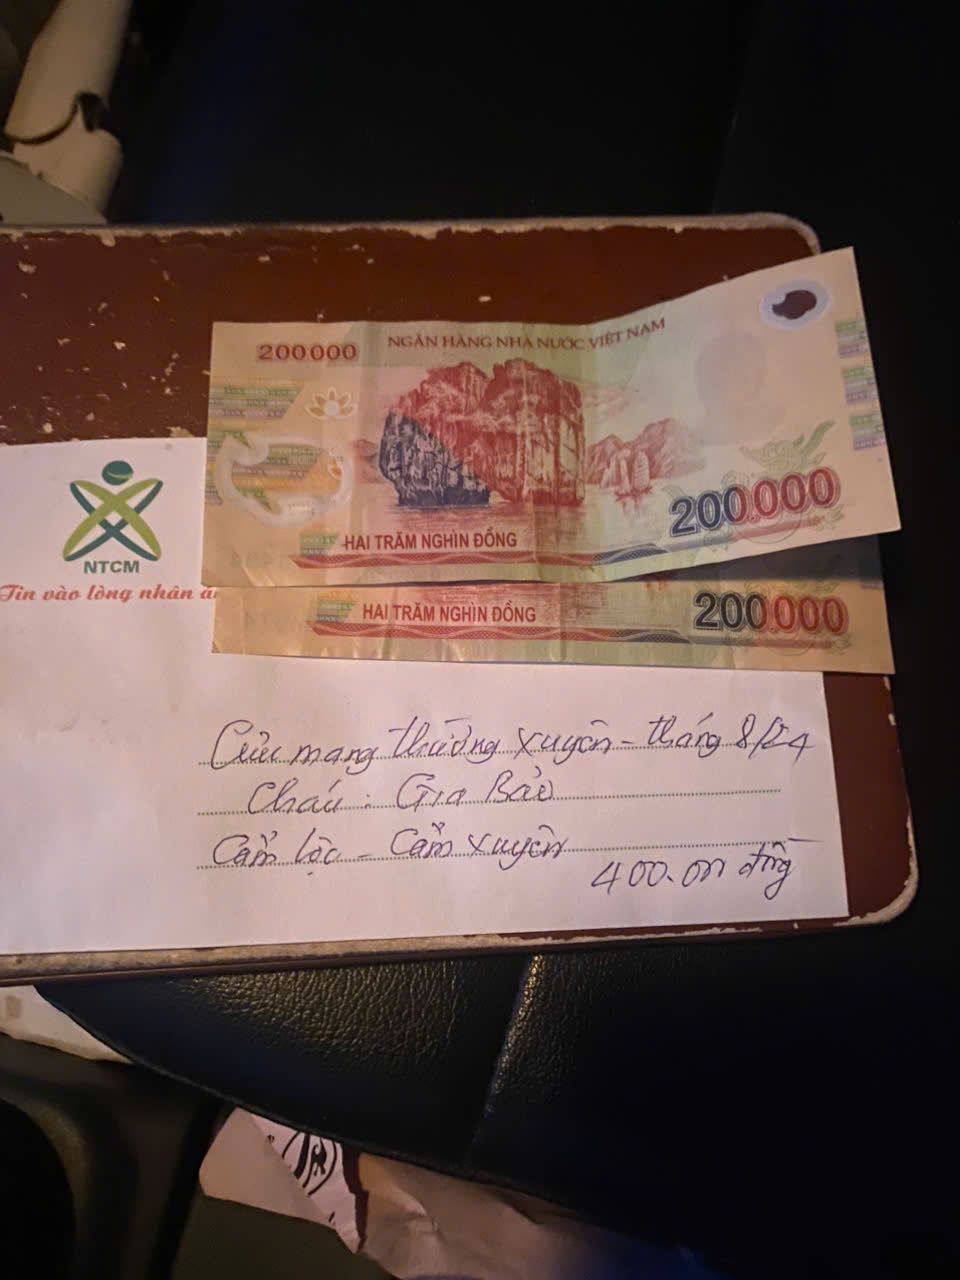 200000
NGÂN HÀNG NHÀ NƯỚC VIỆT NAM
200.000
HAI TRĂM NGHÌN ĐỒNG
NTCM
Tin vào lòng nhân á
HAI TRĂM NGHÌN ĐỒNG
200.000
Cưu mang thường xuyên - tháng 8/24
Cháu : Gia Bảo
Cẩm Lộc - Cẩm Xuyên
400.000 đồng